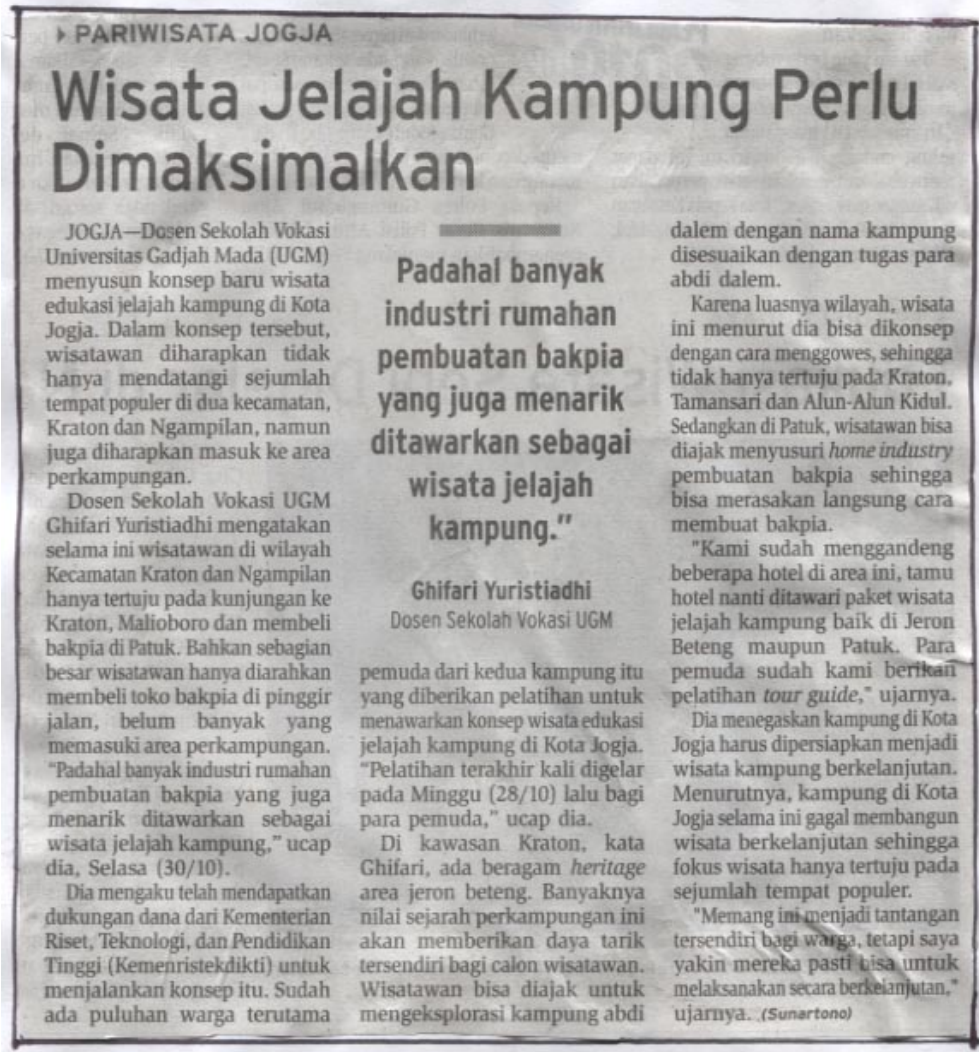 PARIWISATA JOGJA
Wisata Jelajah Kampung Perlu
Dimaksimalkan
JOGJA—Dosen Sekolah Vokasi
Universitas Gadjah Mada (UGM)
menyusun konsep baru wisata
edukasi jelajah kampung di Kota
Jogja. Dalam konsep tersebut,
wisatawan diharapkan tidak
hanya mendatangi sejumlah
tempat populer di dua kecamatan,
Kraton dan Ngampilan, namun
juga diharapkan masuk ke area
perkampungan.
Dosen Sekolah Vokasi UGM
Ghifari Yuristiadhi mengatakan
selama ini wisatawan di wilayah
Kecamatan Kraton dan Ngampilan
hanya tertuju pada kunjungan ke
Kraton, Malioboro dan membeli
bakpia di Patuk. Bahkan sebagian
besar wisatawan hanya diarahkan
membeli toko bakpia di pinggir
jalan, belum banyak yang
memasuki area perkampungan.
"Padahal banyak industri rumahan
pembuatan bakpia yang juga
menarik ditawarkan sebagai
wisata jelajah kampung," ucap
dia, Selasa (30/10).
Dia mengaku telah mendapatkan
dukungan dana dari Kementerian
Riset, Teknologi, dan Pendidikan
Tinggi (Kemenristekdikti) untuk
menjalankan konsep itu. Sudah
ada puluhan warga terutama
Padahal banyak
industri rumahan
pembuatan bakpia
yang juga menarik
ditawarkan sebagai
wisata jelajah
kampung."
Ghifari Yuristiadhi
Dosen Sekolah Vokasi UGM
pemuda dari kedua kampung itu
yang diberikan pelatihan untuk
menawarkan konsep wisata edukasi
jelajah kampung di Kota Jogja.
"Pelatihan terakhir kali digelar
pada Minggu (28/10) lalu bagi
para pemuda," ucap dia.
Di kawasan Kraton, kata
Ghifari, ada beragam heritage
area jeron beteng. Banyaknya
nilai sejarah perkampungan ini
akan memberikan daya tarik
tersendiri bagi calon wisatawan.
Wisatawan bisa diajak untuk
mengeksplorasi kampung abdi
dalem dengan nama kampung
disesuaikan dengan tugas para
abdi dalem.
Karena luasnya wilayah, wisata
ini menurut dia bisa dikonsep
dengan cara menggowes, sehingga
tidak hanya tertuju pada Kraton,
Tamansari dan Alun-Alun Kidul.
Sedangkan di Patuk, wisatawan bisa
diajak menyusuri home industry
pembuatan bakpia sehingga
bisa merasakan langsung cara
membuat bakpia.
"Kami sudah menggandeng
beberapa hotel di area ini, tamu
hotel nanti ditawari paket wisata
jelajah kampung baik di Jeron
Beteng maupun Patuk. Para
pemuda sudah kami berikan
pelatihan tour guide," ujarnya.
Dia menegaskan kampung di Kota
Jogja harus dipersiapkan menjadi
wisata kampung berkelanjutan.
Menurutnya, kampung di Kota
Jogja selama ini gagal membangun
wisata berkelanjutan sehingga
fokus wisata hanya tertuju pada
sejumlah tempat populer.
"Memang ini menjadi tantangan
tersendiri bagi warga, tetapi saya
yakin mereka pasti bisa untuk
melaksanakan secara berkelanjutan,"
ujarnya. (Sunartono)